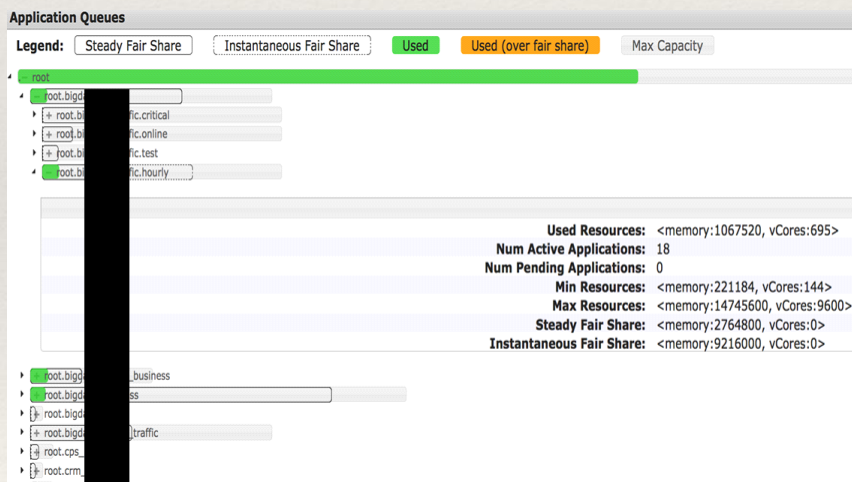 Application Queues
Legend: Steady Fair Share Instantaneous Fair Share Used Used (over fair share) Max Capacity
root
root.bigda
root.bi fic.critical
root.bi fic.online
root.bi fic.test
root.bi fic.hourly
Used Resources: <memory:1067520, vCores:695>
Num Active Applications: 18
Num Pending Applications: 0
Min Resources: <memory:221184, vCores:144>
Max Resources: <memory:14745600, vCores:9600>
Steady Fair Share: <memory:2764800, vCores:0>
Instantaneous Fair Share: <memory:9216000, vCores:0>
root.bigda _business
root.bigda ss
root.bigd
root.bigda traffic
root.cps_
root.crm_